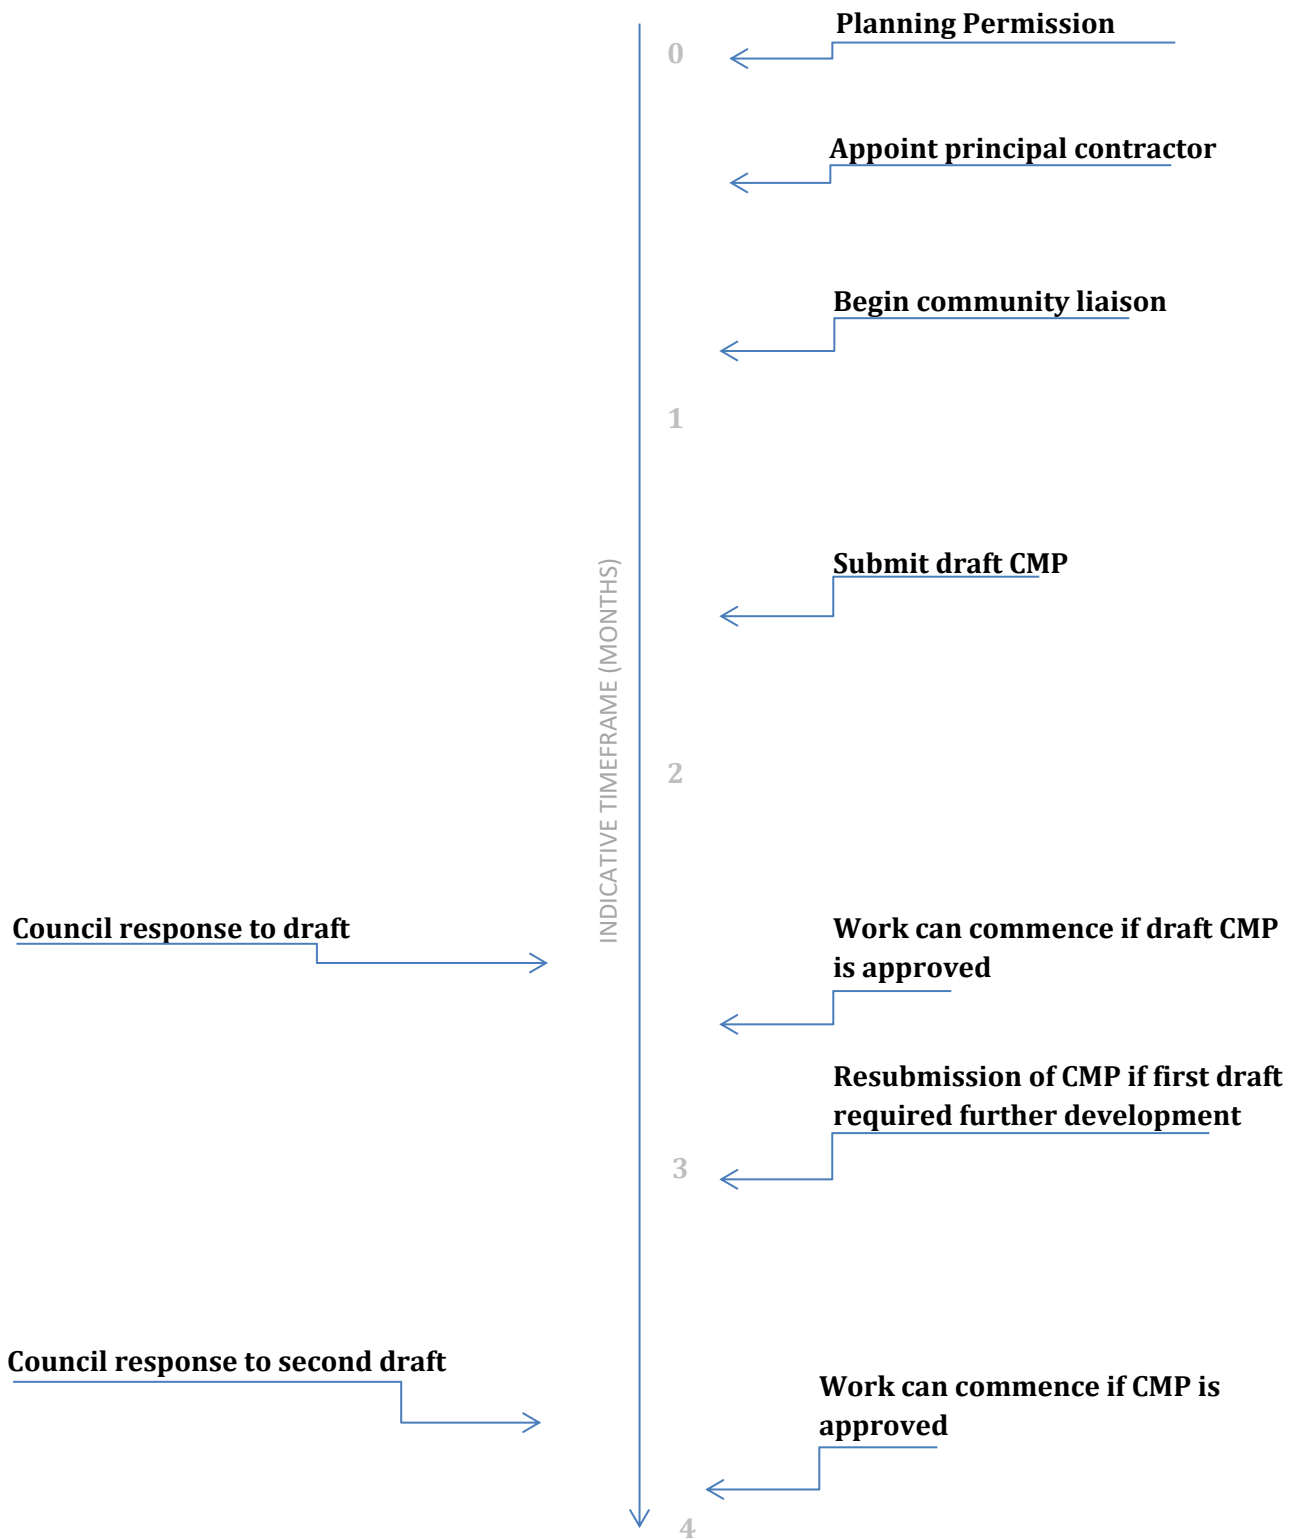 Planning Permission
0
Appoint principal contractor
Begin community liaison
1
Submit draft CMP
INDICATIVE TIMEFRAME (MONTHS)
2
Council response to draft
Work can commence if draft CMP
is approved
Resubmission of CMP if first draft
required further development
3
Council response to second draft
Work can commence if CMP is
approved
4